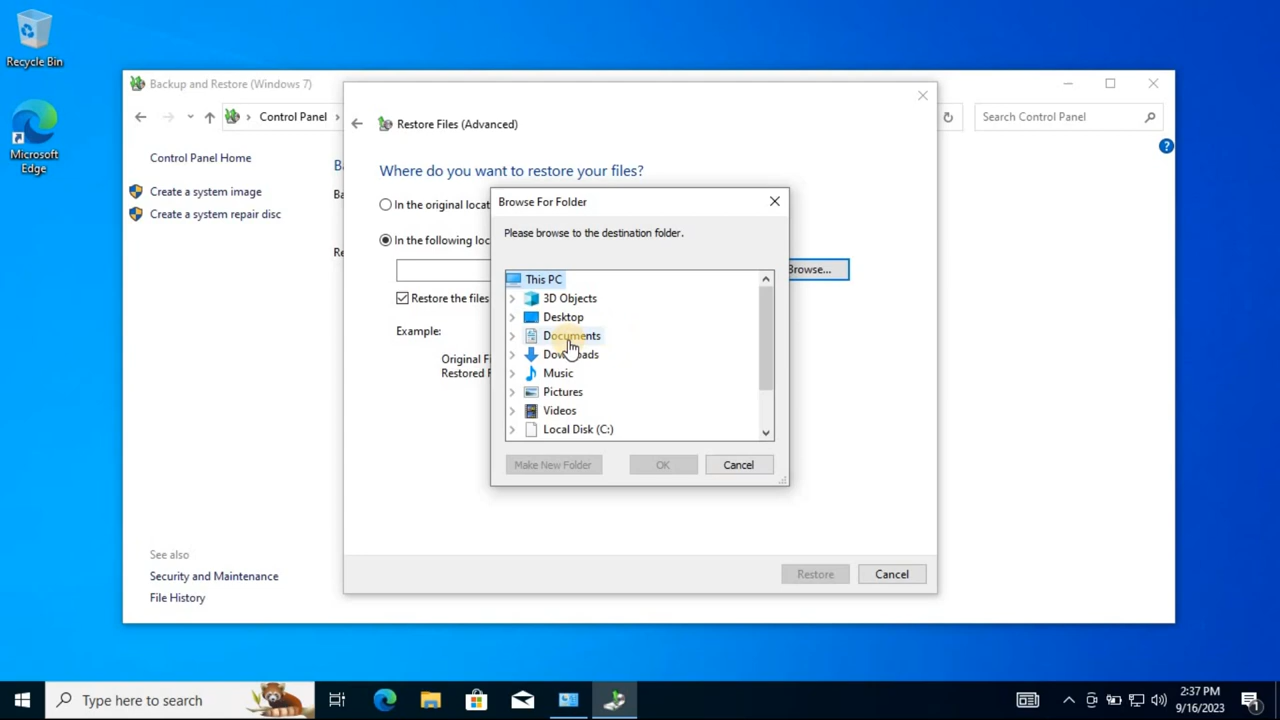 Recycle Bin
Microsoft
Edge
Backup and Restore (Windows 7)
Control Panel
Search Control Panel
Control Panel Home
Create a system image
Create a system repair disc
See also
Security and Maintenance
File History
Restore Files (Advanced)
Where do you want to restore your files?
In the original locat
In the following loc
Browse...
Restore the files
Example:
Original Fi
Restored F
Restore
Cancel
Browse For Folder
Please browse to the destination folder.
This PC
3D Objects
Desktop
Documents
Downloads
Music
Pictures
Videos
Local Disk (C:)
Make New Folder
OK
Cancel
Type here to search
2:37 PM
9/16/2023
1